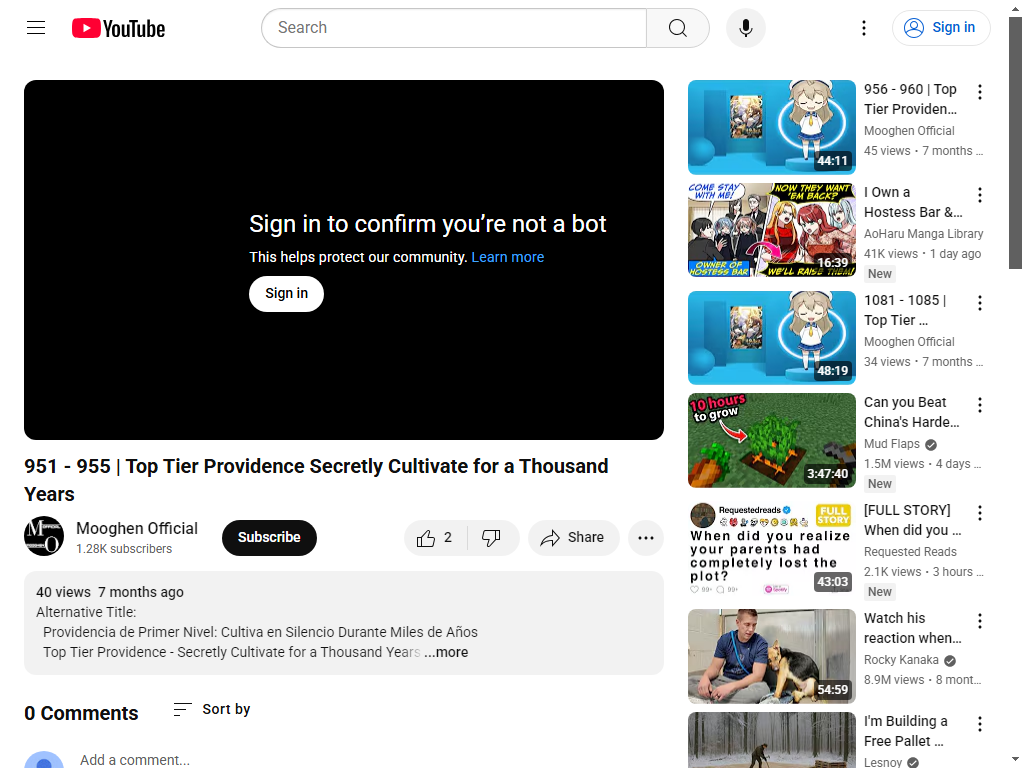 YouTube
Search
Sign in
Sign in to confirm you’re not a bot
This helps protect our community. Learn more
Sign in
951 - 955 | Top Tier Providence Secretly Cultivate for a Thousand
Years
Mooghen Official
1.28K subscribers
Subscribe
2
Share
40 views 7 months ago
Alternative Title:
Providencia de Primer Nivel: Cultiva en Silencio Durante Miles de Años
Top Tier Providence - Secretly Cultivate for a Thousand Years ...more
0 Comments
Sort by
Add a comment...
44:11
956 - 960 | Top
Tier Providen...
Mooghen Official
45 views • 7 months ...
COME STAY
WITH ME!
NOW THEY WANT
'EM BACK?
OWNER OF
HOSTESS BAR
WE'LL RAISE THEM!
16:39
I Own a
Hostess Bar &...
AoHaru Manga Library
41K views • 1 day ago
New
48:19
1081 - 1085 |
Top Tier ...
Mooghen Official
34 views • 7 months ...
10 hours
to grow
3:47:40
Can you Beat
China's Harde...
Mud Flaps
1.5M views • 4 days ...
New
Requestedreads
FULL
STORY
When did you realize
your parents had
completely lost the
plot?
99+ 99+
43:03
[FULL STORY]
When did you ...
Requested Reads
2.1K views • 3 hours ...
New
54:59
Watch his
reaction when...
Rocky Kanaka
8.9M views • 8 mont...
I'm Building a
Free Pallet ...
Lesnoy